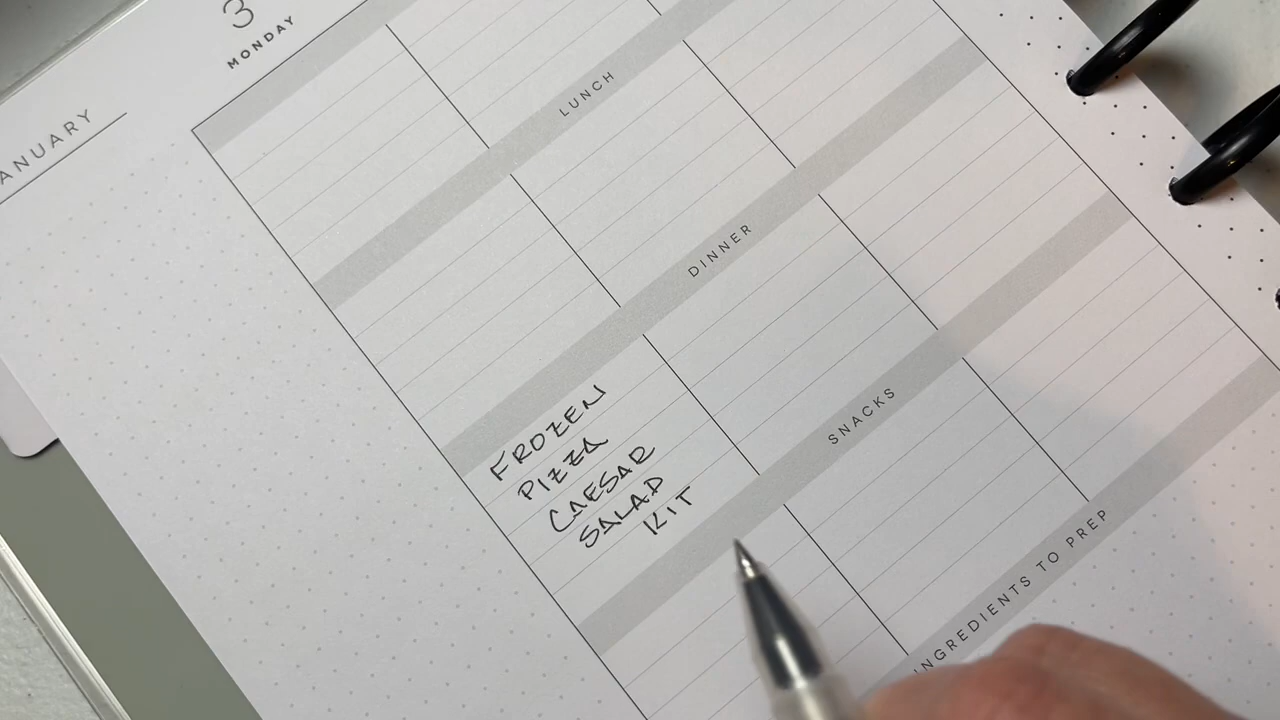 3
MONDAY
ANUARY
LUNCH
DINNER
FROZEN
PIZZA
CAESAR
SALAD
KIT
SNACKS
INGREDIENTS TO PREP